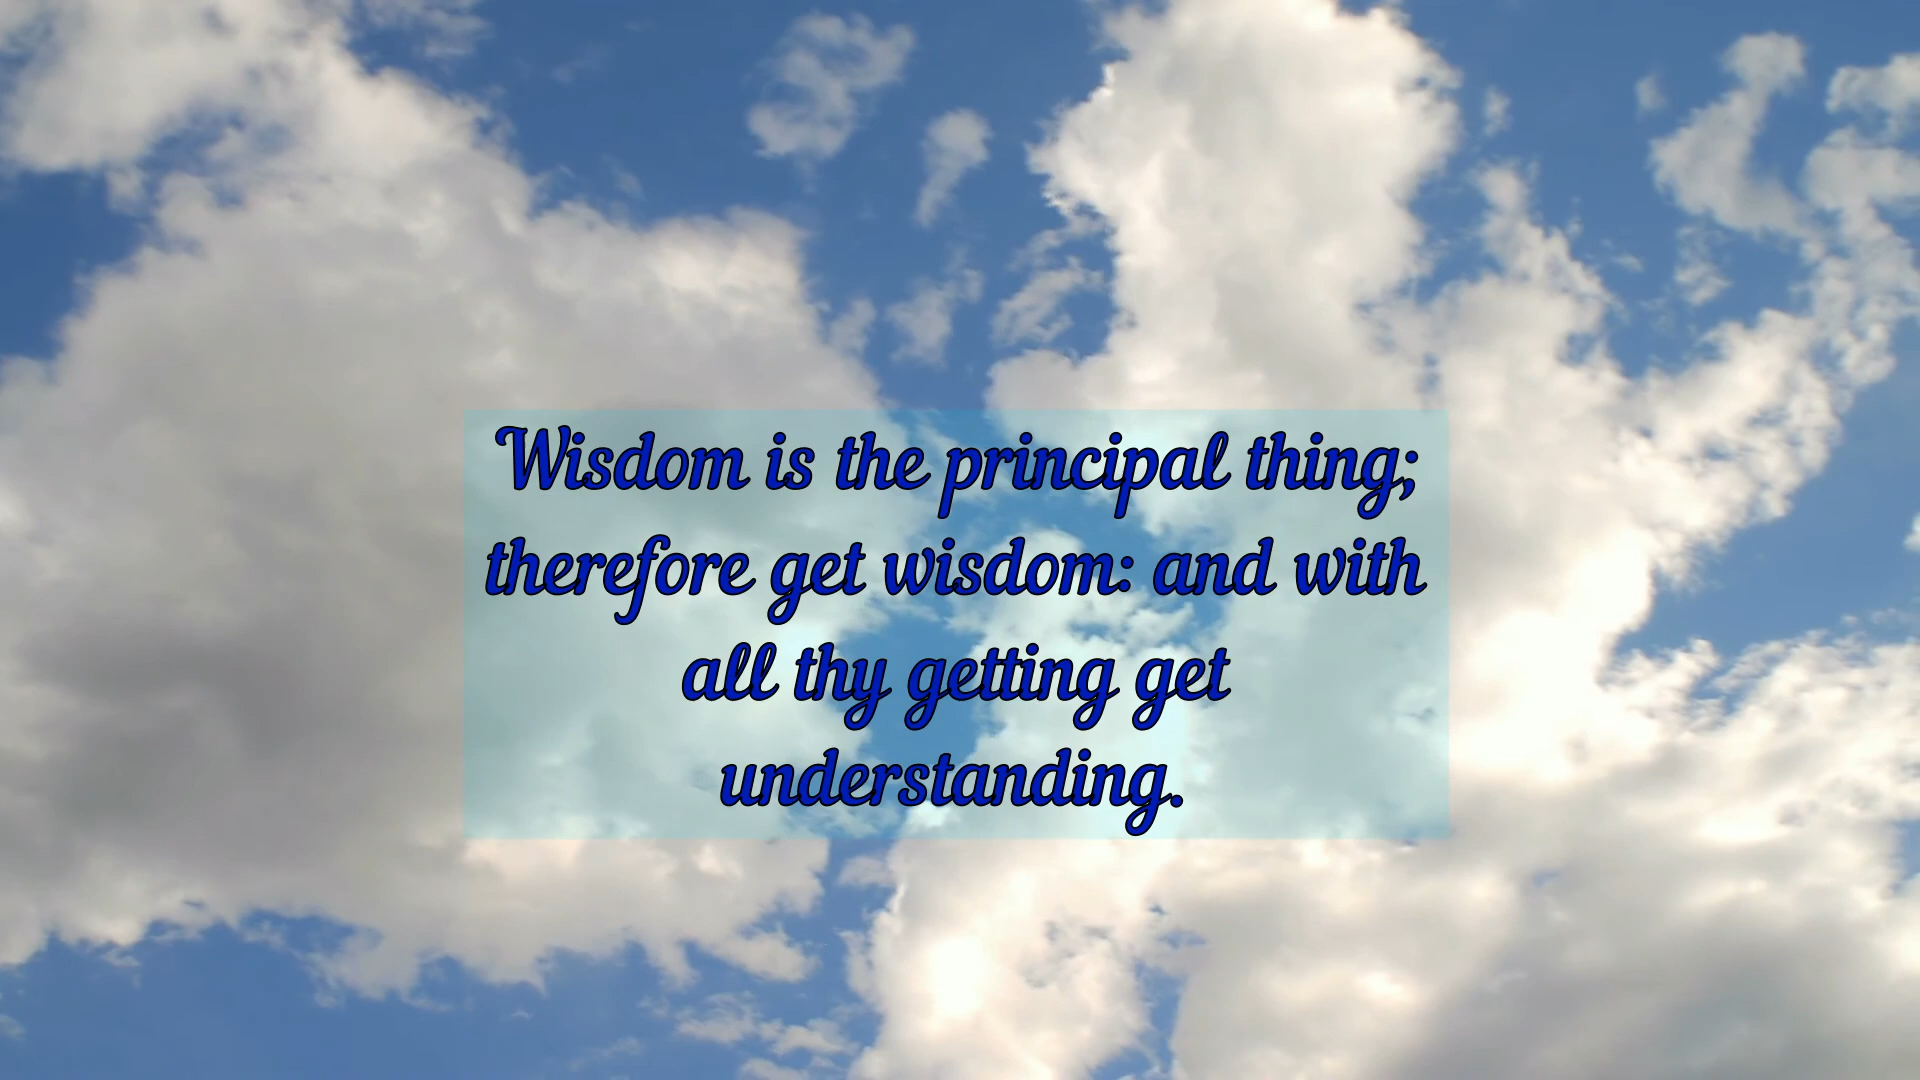 Wisdom is the principal thing;
therefore get wisdom: and with
all thy getting get
understanding.